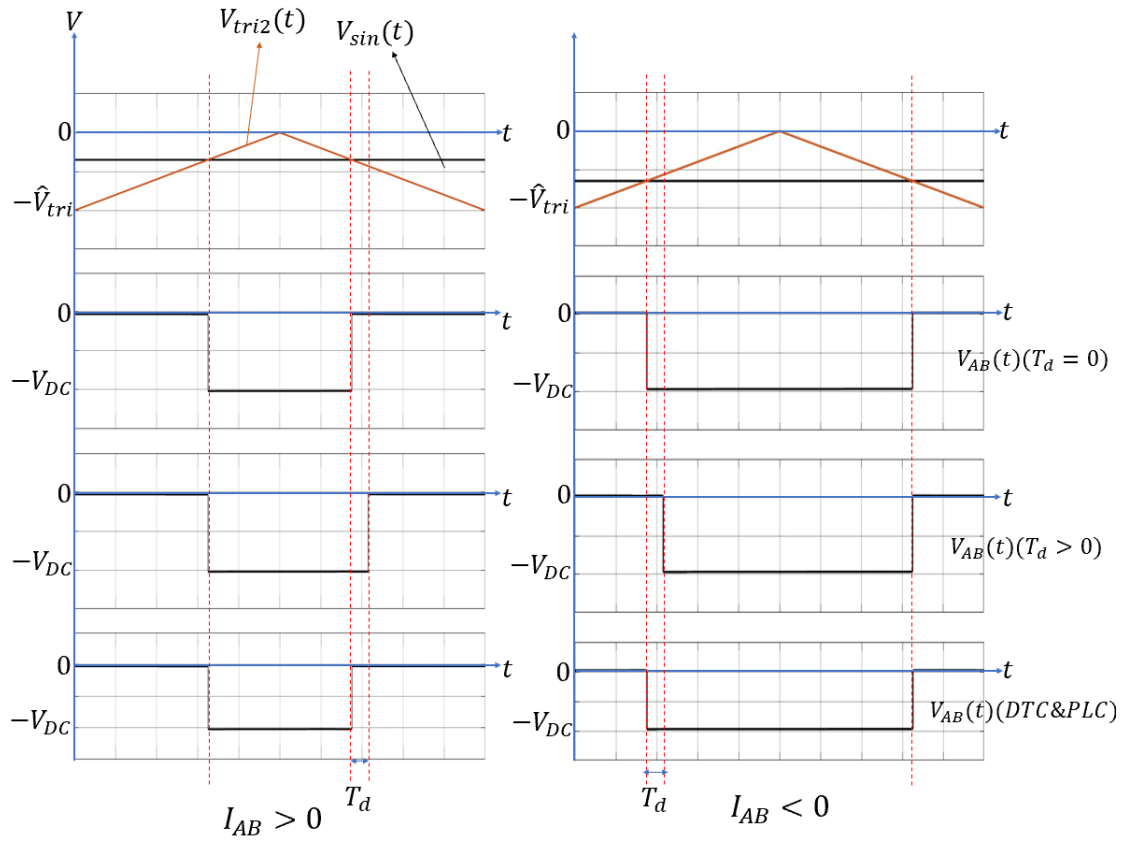 V
V_{tri2}(t)
V_{sin}(t)
0
t
−V̂_{tri}
0
t
−V_{DC}
0
t
−V_{DC}
0
t
−V_{DC}
T_d
I_{AB} > 0
0
t
−V̂_{tri}
0
t
V_{AB}(t)(T_d = 0)
−V_{DC}
0
t
V_{AB}(t)(T_d > 0)
−V_{DC}
0
t
V_{AB}(t)(DTC&PLC)
−V_{DC}
T_d
I_{AB} < 0